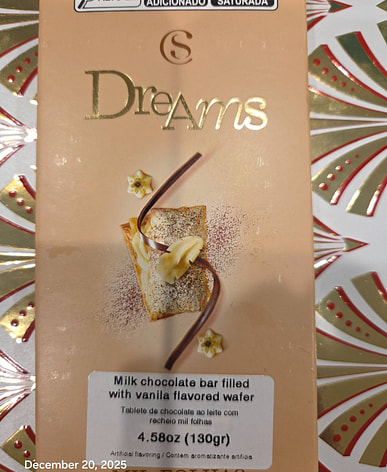 ADICIONADO SATURADA
CS
DreAms
Milk chocolate bar filled
with vanila flavored wafer
Tablete de chocolate ao leite com
recheio mil folhas
4.58oz (130gr)
Artificial flavoring / Contém aromatizante artificial
December 20, 2025